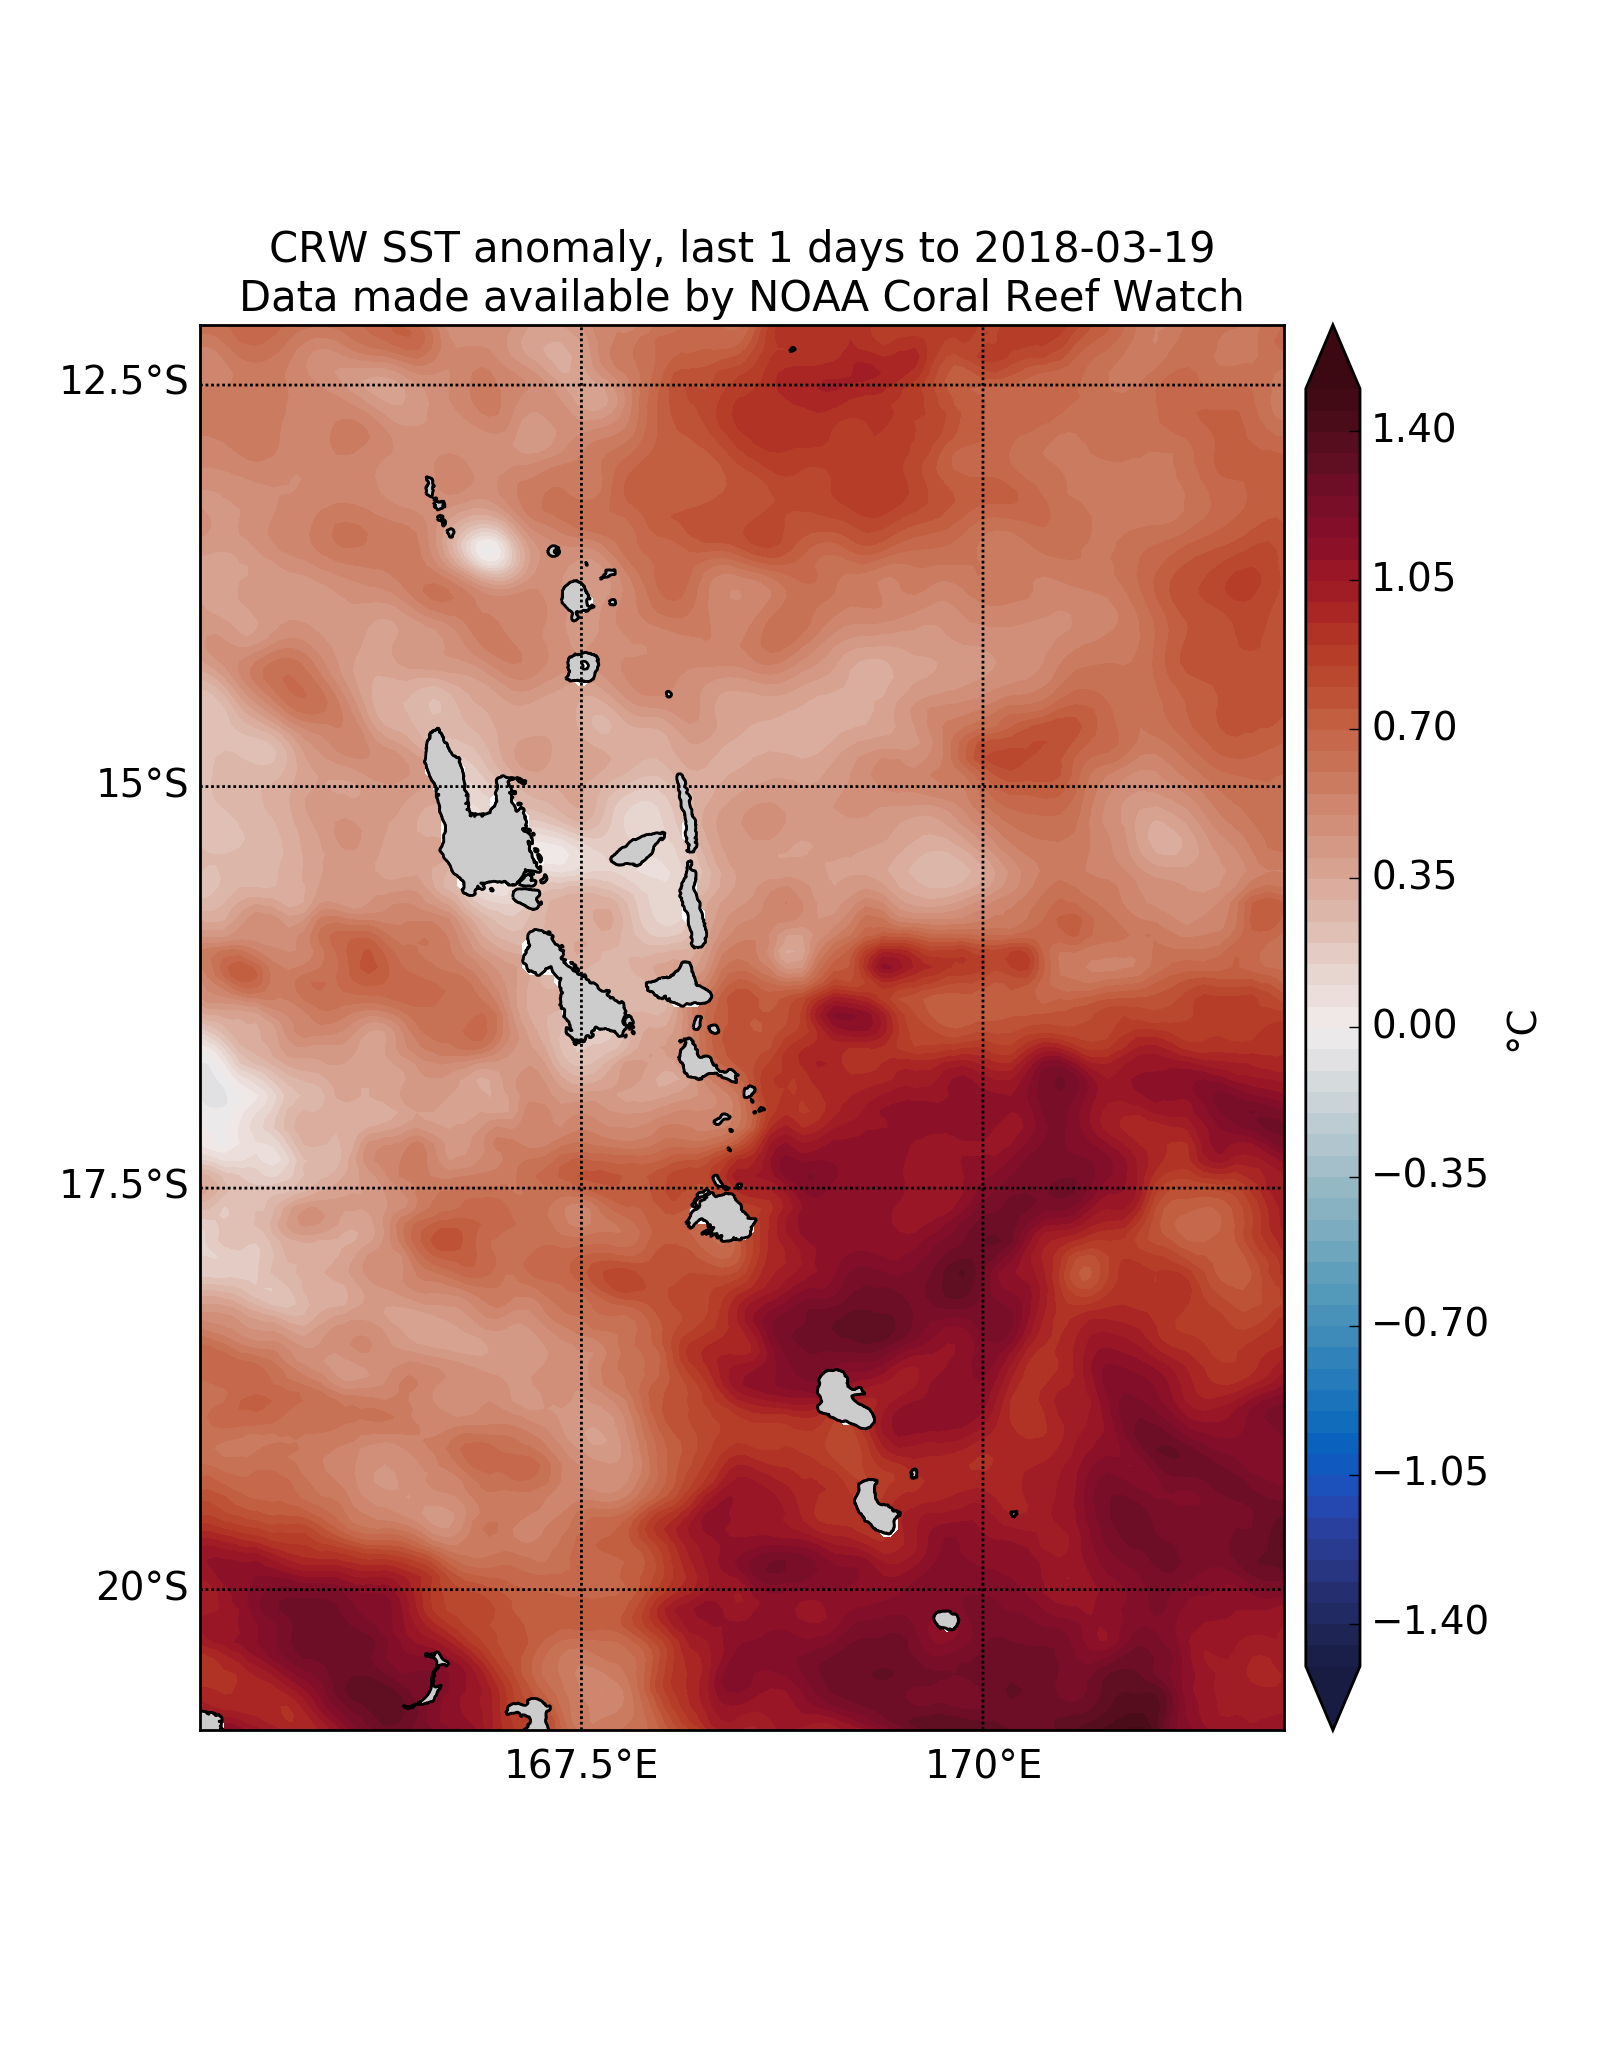 CRW SST anomaly, last 1 days to 2018-03-19
Data made available by NOAA Coral Reef Watch
12.5°S
15°S
17.5°S
20°S
167.5°E
170°E
1.40
1.05
0.70
0.35
0.00
−0.35
−0.70
−1.05
−1.40
°C